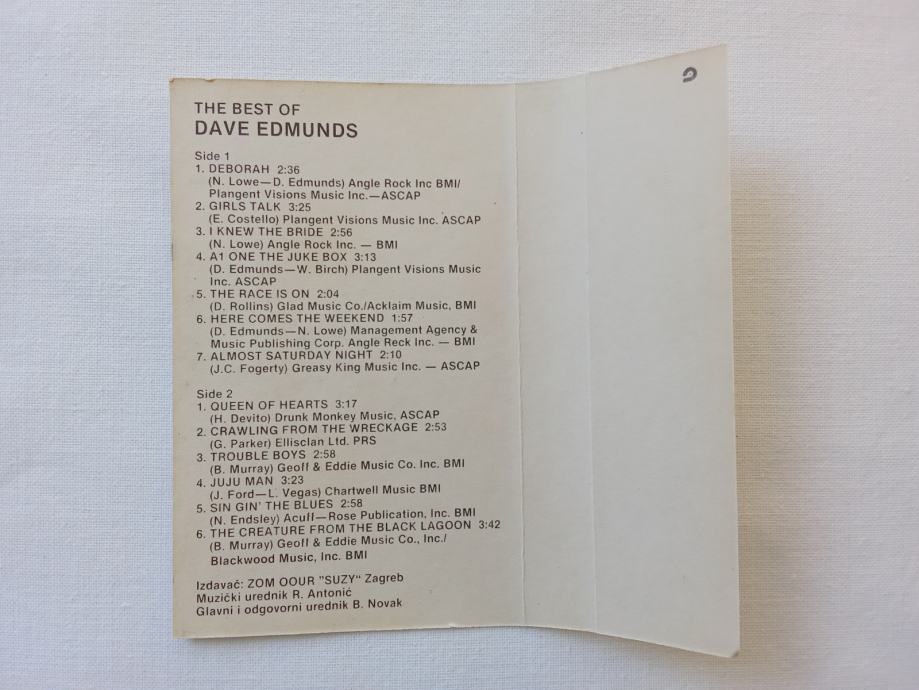 THE BEST OF
DAVE EDMUNDS
Side 1
1. DEBORAH 2:36
(N. Lowe—D. Edmunds) Angle Rock Inc BMI/
Plangent Visions Music Inc.—ASCAP
2. GIRLS TALK 3:25
(E. Costello) Plangent Visions Music Inc. ASCAP
3. I KNEW THE BRIDE 2:56
(N. Lowe) Angle Rock Inc. — BMI
4. A1 ONE THE JUKE BOX 3:13
(D. Edmunds—W. Birch) Plangent Visions Music
Inc. ASCAP
5. THE RACE IS ON 2:04
(D. Rollins) Glad Music Co./Acklaim Music, BMI
6. HERE COMES THE WEEKEND 1:57
(D. Edmunds—N. Lowe) Management Agency &
Music Publishing Corp. Angle Reck Inc. — BMI
7. ALMOST SATURDAY NIGHT 2:10
(J.C. Fogerty) Greasy King Music Inc. — ASCAP
Side 2
1. QUEEN OF HEARTS 3:17
(H. Devito) Drunk Monkey Music, ASCAP
2. CRAWLING FROM THE WRECKAGE 2:53
(G. Parker) Ellisclan Ltd. PRS
3. TROUBLE BOYS 2:58
(B. Murray) Geoff & Eddie Music Co. Inc. BMI
4. JUJU MAN 3:23
(J. Ford—L. Vegas) Chartwell Music BMI
5. SIN GIN' THE BLUES 2:58
(N. Endsley) Acuff—Rose Publication, Inc. BMI
6. THE CREATURE FROM THE BLACK LAGOON 3:42
(B. Murray) Geoff & Eddie Music Co., Inc./
Blackwood Music, Inc. BMI
Izdavač: ZOM OOUR "SUZY“ Zagreb
Muzički urednik R. Antonić
Glavni i odgovorni urednik B. Novak